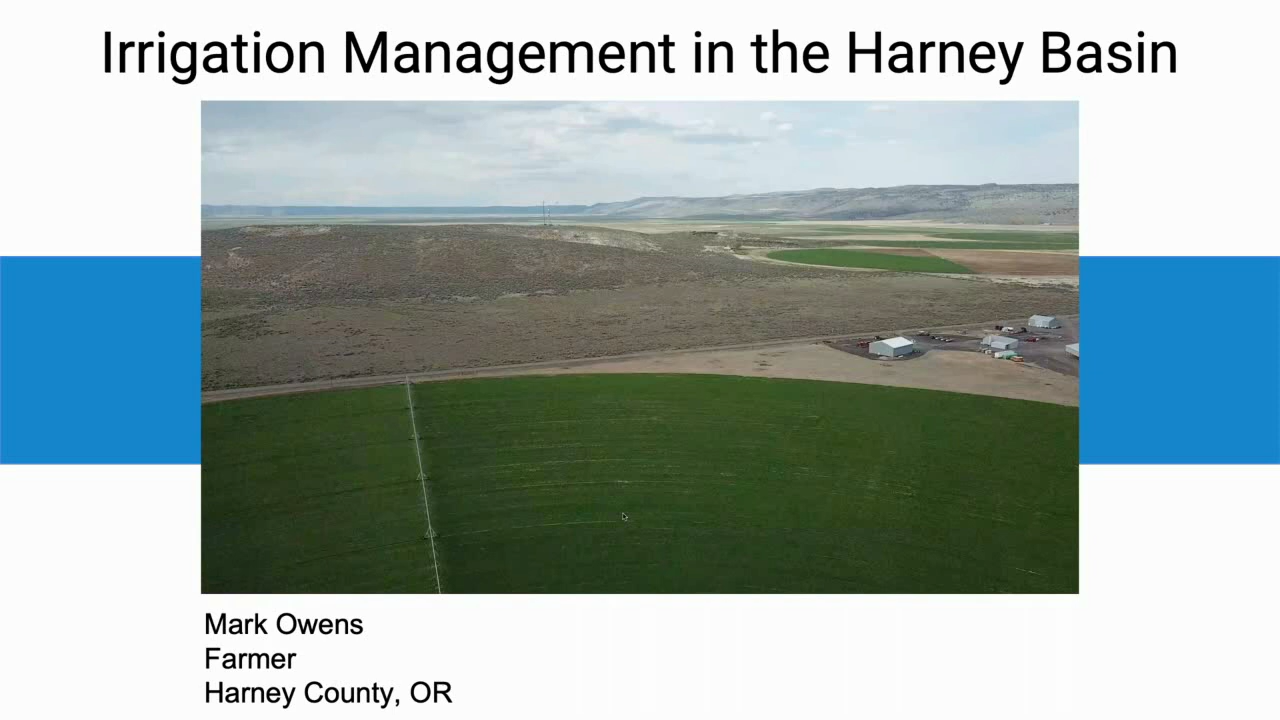 Irrigation Management in the Harney Basin
Mark Owens
Farmer
Harney County, OR